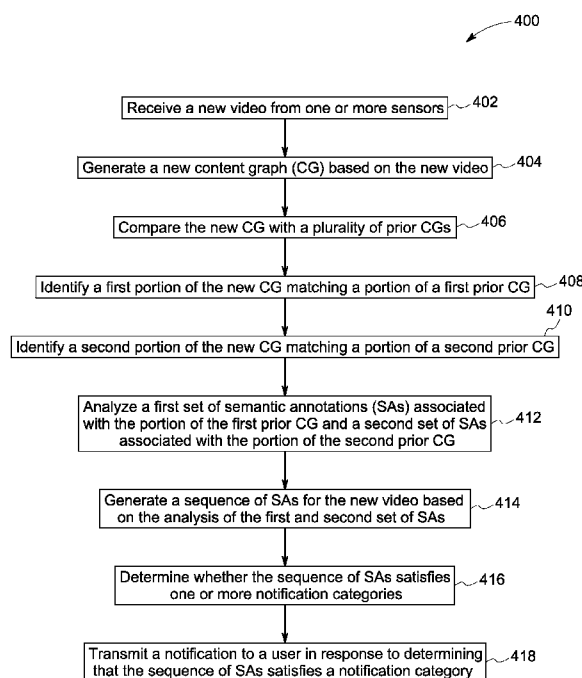 400
Receive a new video from one or more sensors
402
Generate a new content graph (CG) based on the new video
404
Compare the new CG with a plurality of prior CGs
406
Identify a first portion of the new CG matching a portion of a first prior CG
408
410
Identify a second portion of the new CG matching a portion of a second prior CG
Analyze a first set of semantic annotations (SAs) associated
with the portion of the first prior CG and a second set of SAs
associated with the portion of the second prior CG
412
Generate a sequence of SAs for the new video based
on the analysis of the first and second set of SAs
414
Determine whether the sequence of SAs satisfies
one or more notification categories
416
Transmit a notification to a user in response to determining
that the sequence of SAs satisfies a notification category
418